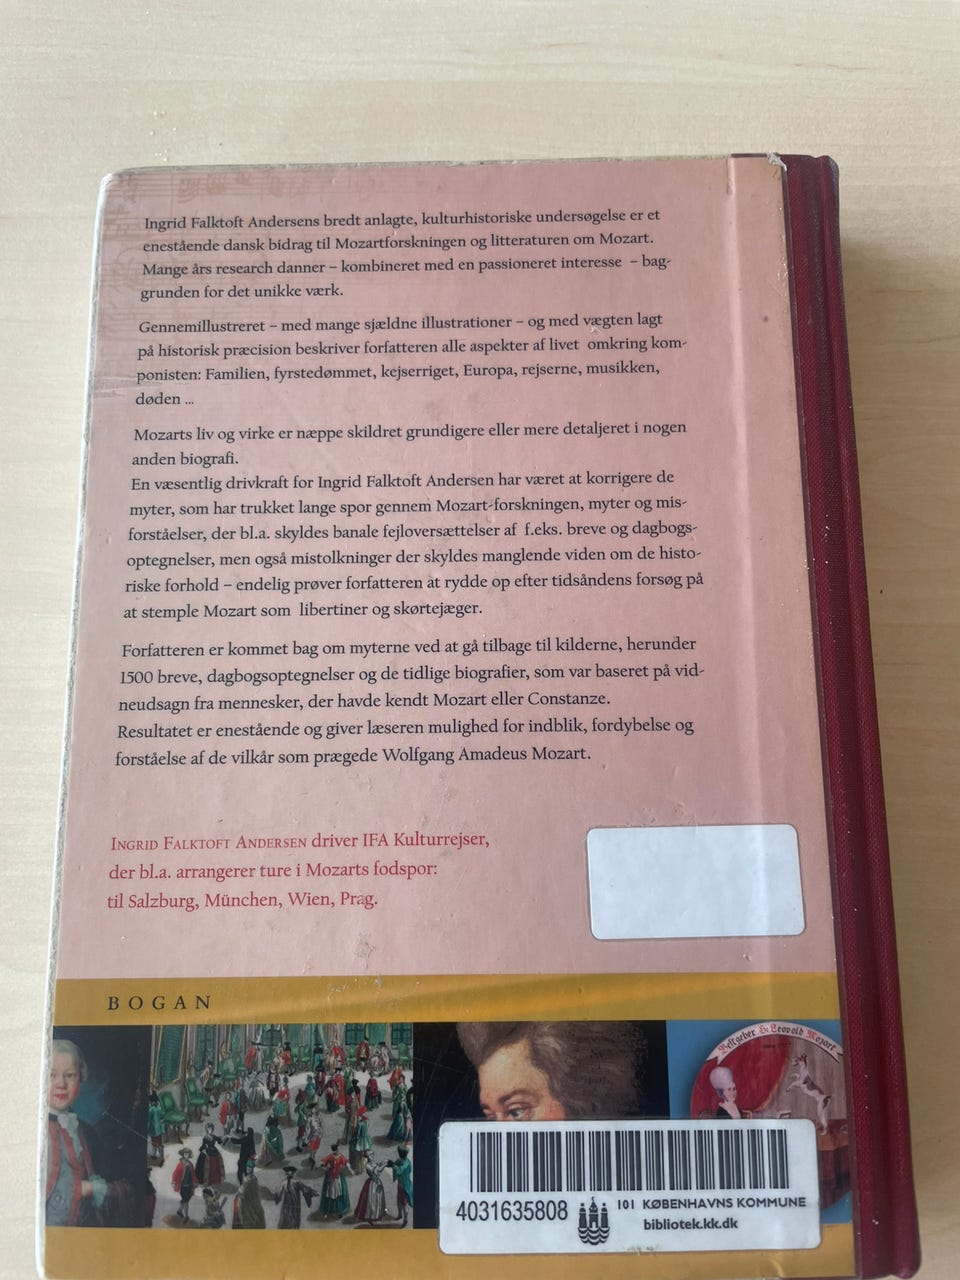 Ingrid Falktoft Andersens bredt anlagte, kulturhistoriske undersøgelse er et
enestående dansk bidrag til Mozartforskningen og litteraturen om Mozart.
Mange års research danner – kombineret med en passioneret interesse – bag-
grunden for det unikke værk.
Gennemillustreret – med mange sjældne illustrationer – og med vægten lagt
på historisk præcision beskriver forfatteren alle aspekter af livet omkring kom-
ponisten: Familien, fyrstedømmet, kejserriget, Europa, rejserne, musikken,
døden ...
Mozarts liv og virke er næppe skildret grundigere eller mere detaljeret i nogen
anden biografi.
En væsentlig drivkraft for Ingrid Falktoft Andersen har været at korrigere de
myter, som har trukket lange spor gennem Mozart-forskningen, myter og mis-
forståelser, der bl.a. skyldes banale fejloversættelser af f.eks. breve og dagbogs-
optegnelser, men også mistolkninger der skyldes manglende viden om de histo-
riske forhold – endelig prøver forfatteren at rydde op efter tidsåndens forsøg på
at stemple Mozart som libertiner og skørtejæger.
Forfatteren er kommet bag om myterne ved at gå tilbage til kilderne, herunder
1500 breve, dagbogsoptegnelser og de tidlige biografier, som var baseret på vid-
neudsagn fra mennesker, der havde kendt Mozart eller Constanze.
Resultatet er enestående og giver læseren mulighed for indblik, fordybelse og
forståelse af de vilkår som prægede Wolfgang Amadeus Mozart.
INGRID FALKTOFT ANDERSEN driver IFA Kulturrejser,
der bl.a. arrangerer ture i Mozarts fodspor:
til Salzburg, München, Wien, Prag.
BOGAN
Bestgeber H: Leopold Mozart
4031635808
101 KØBENHAVNS KOMMUNE
bibliotek.kk.dk